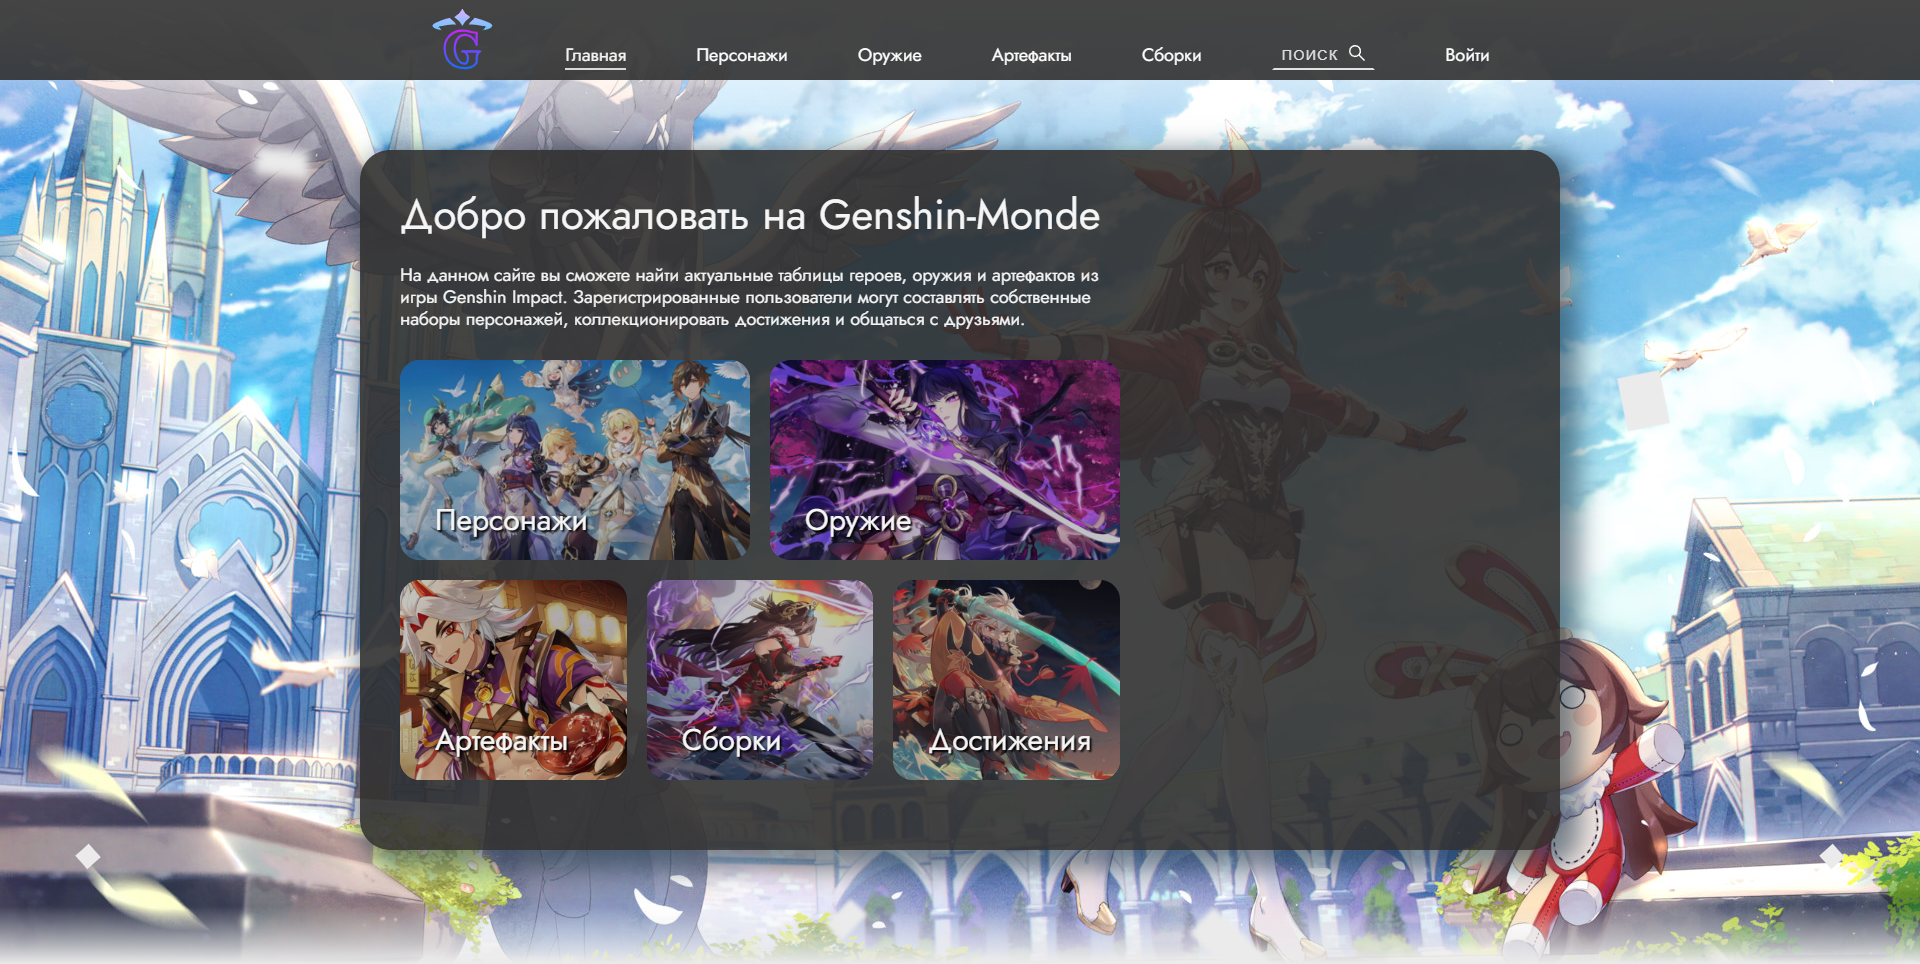 G
Главная
Персонажи
Оружие
Артефакты
Сборки
ПОИСК
Войти
Добро пожаловать на Genshin-Monde
На данном сайте вы сможете найти актуальные таблицы героев, оружия и артефактов из
игры Genshin Impact. Зарегистрированные пользователи могут составлять собственные
наборы персонажей, коллекционировать достижения и общаться с друзьями.
Персонажи
Оружие
Артефакты
Сборки
Достижения